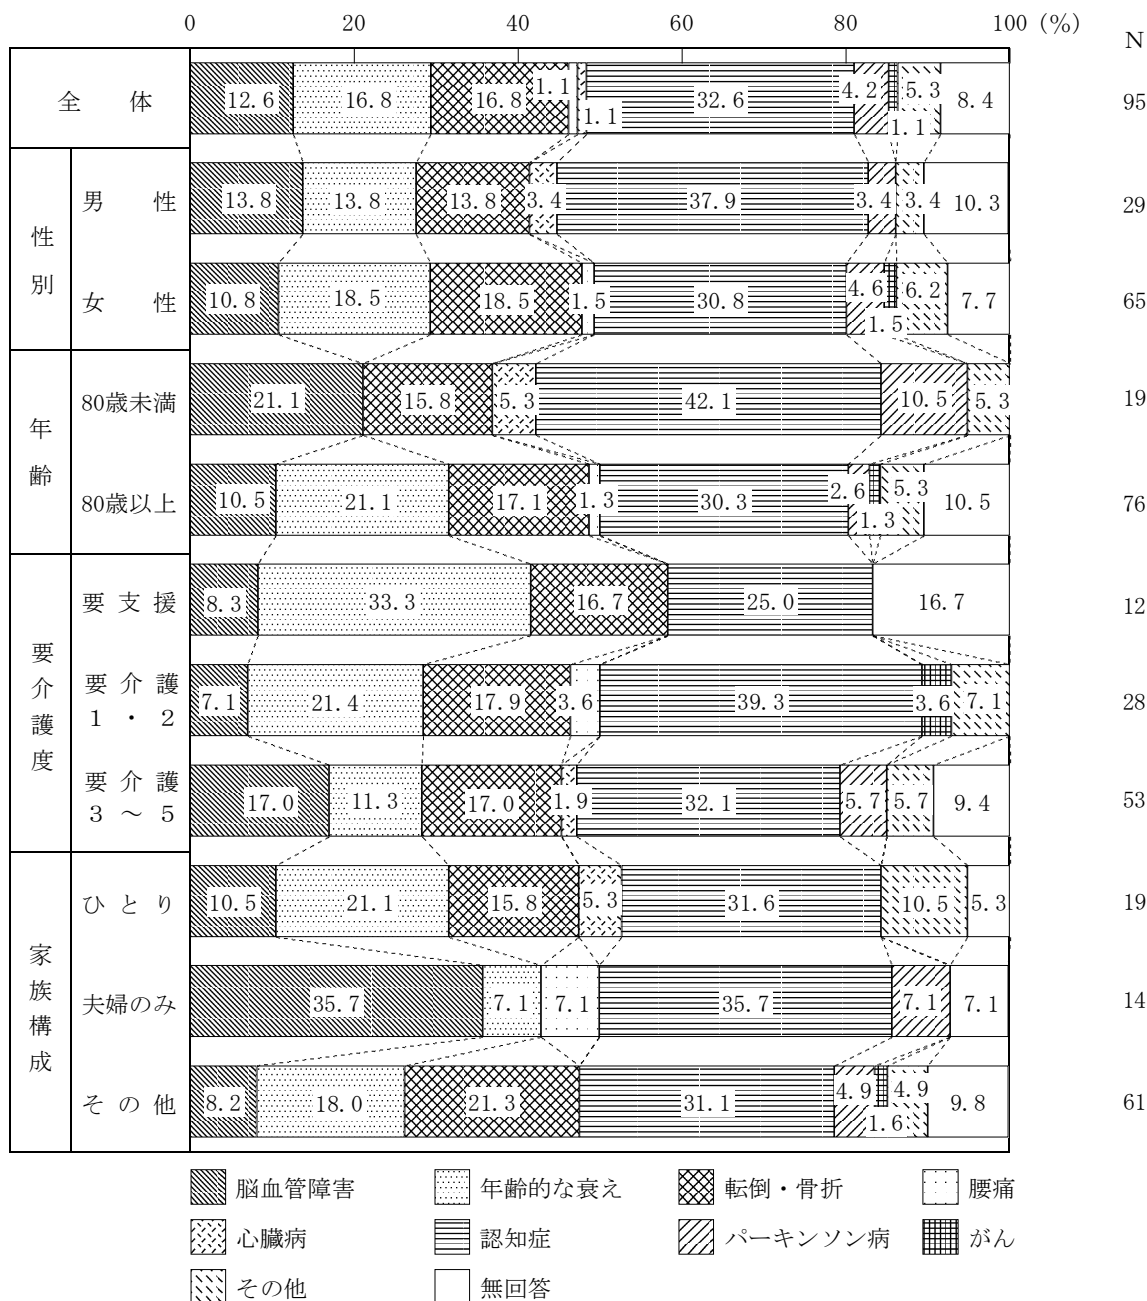 0 20 40 60 80 100 (%)
N
全体 12.6 16.8 16.8 1.1 1.1 32.6 4.2 1.1 5.3 8.4 95
性別
男性 13.8 13.8 13.8 3.4 37.9 3.4 3.4 10.3 29
女性 10.8 18.5 18.5 1.5 30.8 4.6 1.5 6.2 7.7 65
年齢
80歳未満 21.1 15.8 5.3 42.1 10.5 5.3 19
80歳以上 10.5 21.1 17.1 1.3 30.3 2.6 1.3 5.3 10.5 76
要介護度
要支援 8.3 33.3 16.7 25.0 16.7 12
要介護
1・2 7.1 21.4 17.9 3.6 39.3 3.6 7.1 28
要介護
3〜5 17.0 11.3 17.0 1.9 32.1 5.7 5.7 9.4 53
家族構成
ひとり 10.5 21.1 15.8 5.3 31.6 10.5 5.3 19
夫婦のみ 35.7 7.1 7.1 35.7 7.1 7.1 14
その他 8.2 18.0 21.3 31.1 4.9 1.6 4.9 9.8 61
脳血管障害 年齢的な衰え 転倒・骨折 腰痛
心臓病 認知症 パーキンソン病 がん
その他 無回答